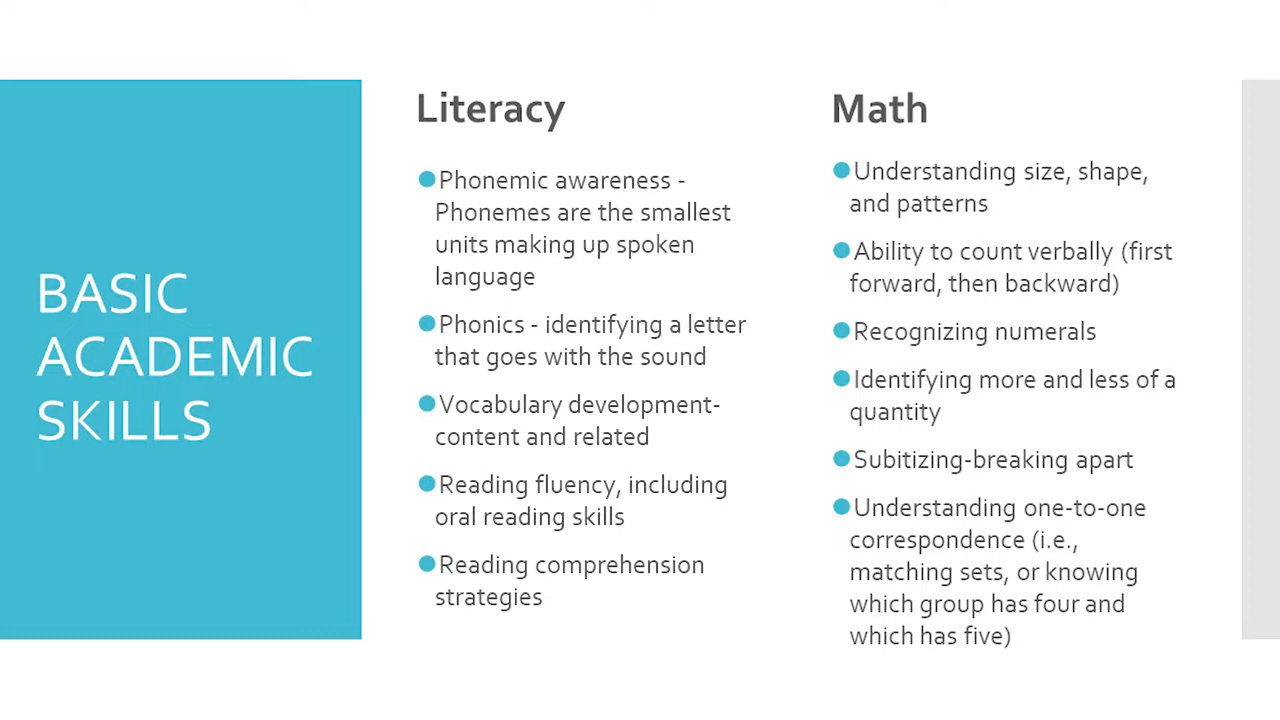 BASIC
ACADEMIC
SKILLS
Literacy
Phonemic awareness -
Phonemes are the smallest
units making up spoken
language
Phonics - identifying a letter
that goes with the sound
Vocabulary development-
content and related
Reading fluency, including
oral reading skills
Reading comprehension
strategies
Math
Understanding size, shape,
and patterns
Ability to count verbally (first
forward, then backward)
Recognizing numerals
Identifying more and less of a
quantity
Subitizing-breaking apart
Understanding one-to-one
correspondence (i.e.,
matching sets, or knowing
which group has four and
which has five)